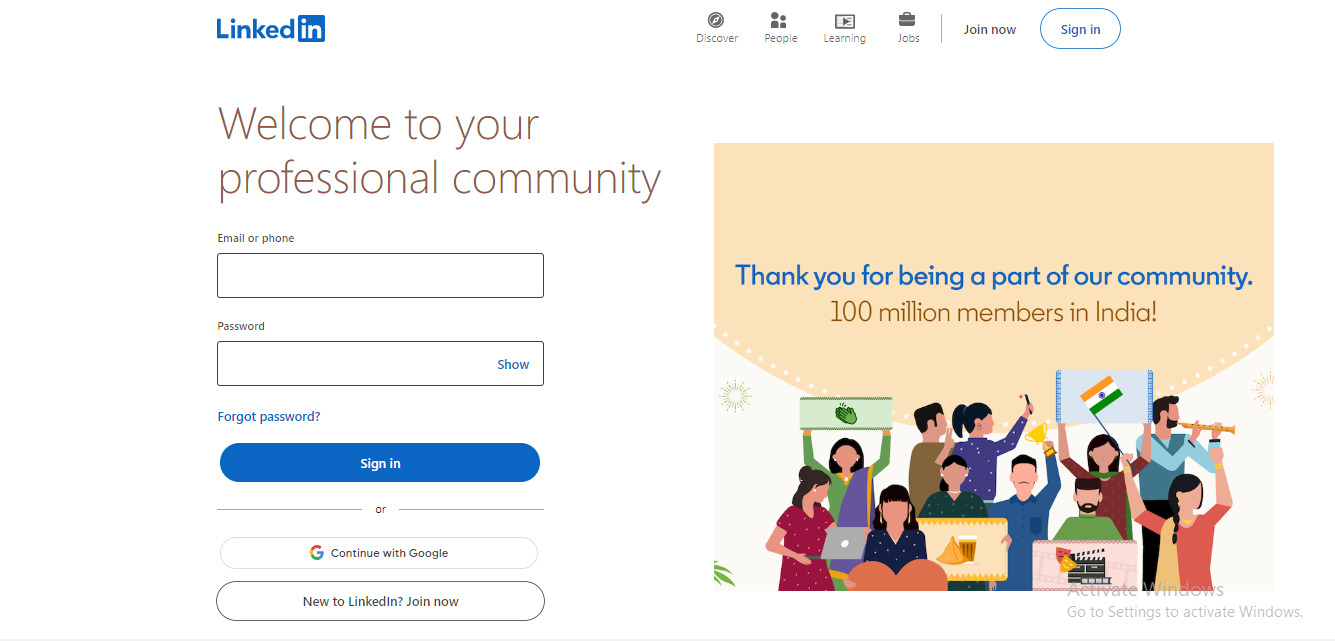 Linkedin
Discover
People
Learning
Jobs
Join now
Sign in
Welcome to your
professional community
Email or phone
Password
Show
Forgot password?
Sign in
or
Continue with Google
New to LinkedIn? Join now
Thank you for being a part of our community.
100 million members in India!
Activate Windows
Go to Settings to activate Windows.